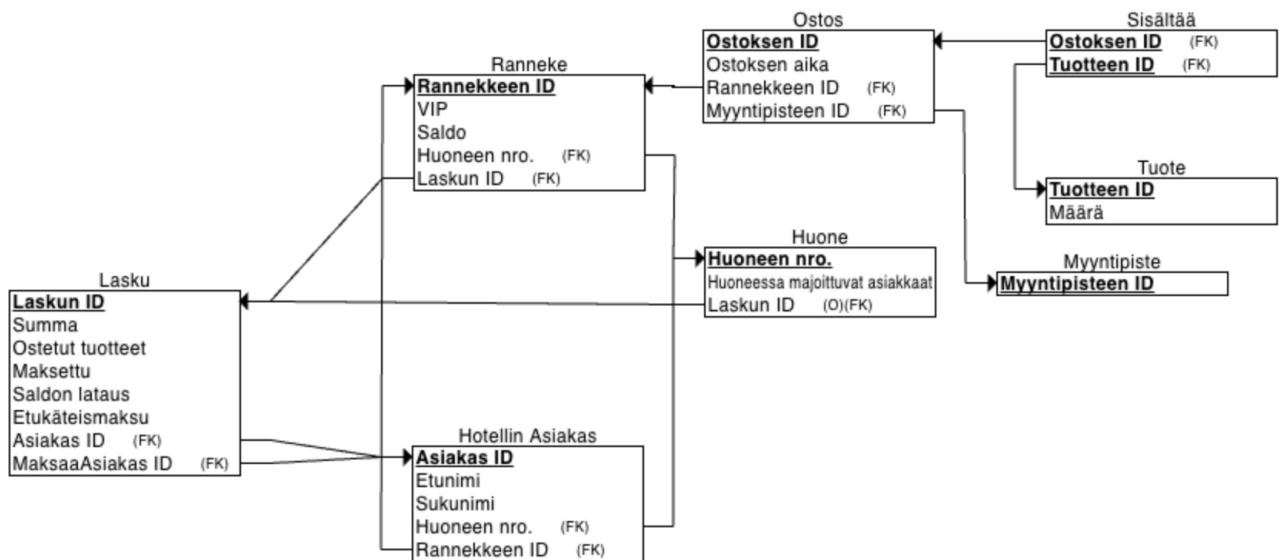 Ostos
Ostoksen ID
Ostoksen aika
Rannekkeen ID (FK)
Myyntipisteen ID (FK)
Sisältää
Ostoksen ID (FK)
Tuotteen ID (FK)
Ranneke
Rannekkeen ID
VIP
Saldo
Huoneen nro. (FK)
Laskun ID (FK)
Tuote
Tuotteen ID
Määrä
Huone
Huoneen nro.
Huoneessa majoittuvat asiakkaat
Laskun ID (O)(FK)
Myyntipiste
Myyntipisteen ID
Lasku
Laskun ID
Summa
Ostetut tuotteet
Maksettu
Saldon lataus
Etukäteismaksu
Asiakas ID (FK)
MaksaaAsiakas ID (FK)
Hotellin Asiakas
Asiakas ID
Etunimi
Sukunimi
Huoneen nro. (FK)
Rannekkeen ID (FK)